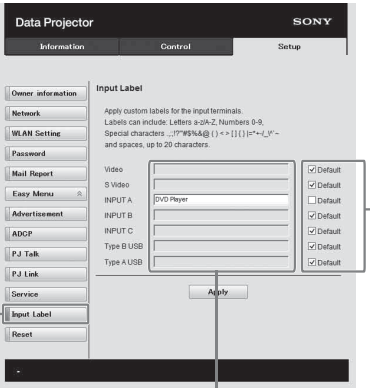 Data Projector
SONY
Information
Control
Setup
Owner information
Network
WLAN Setting
Password
Mail Report
Easy Menu
Advertisement
ADCP
PJ Talk
PJ Link
Service
Input Label
Reset
Input Label
Apply custom labels for the input terminals.
Labels can include: Letters a-z/A-Z, Numbers 0-9,
Special characters .,:;!?"#$%&@ ( ) < > [ ] { } |=*+-/_\^`~
and spaces, up to 20 characters.
Video Default
S Video Default
INPUT A DVD Player Default
INPUT B Default
INPUT C Default
Type B USB Default
Type A USB Default
Apply